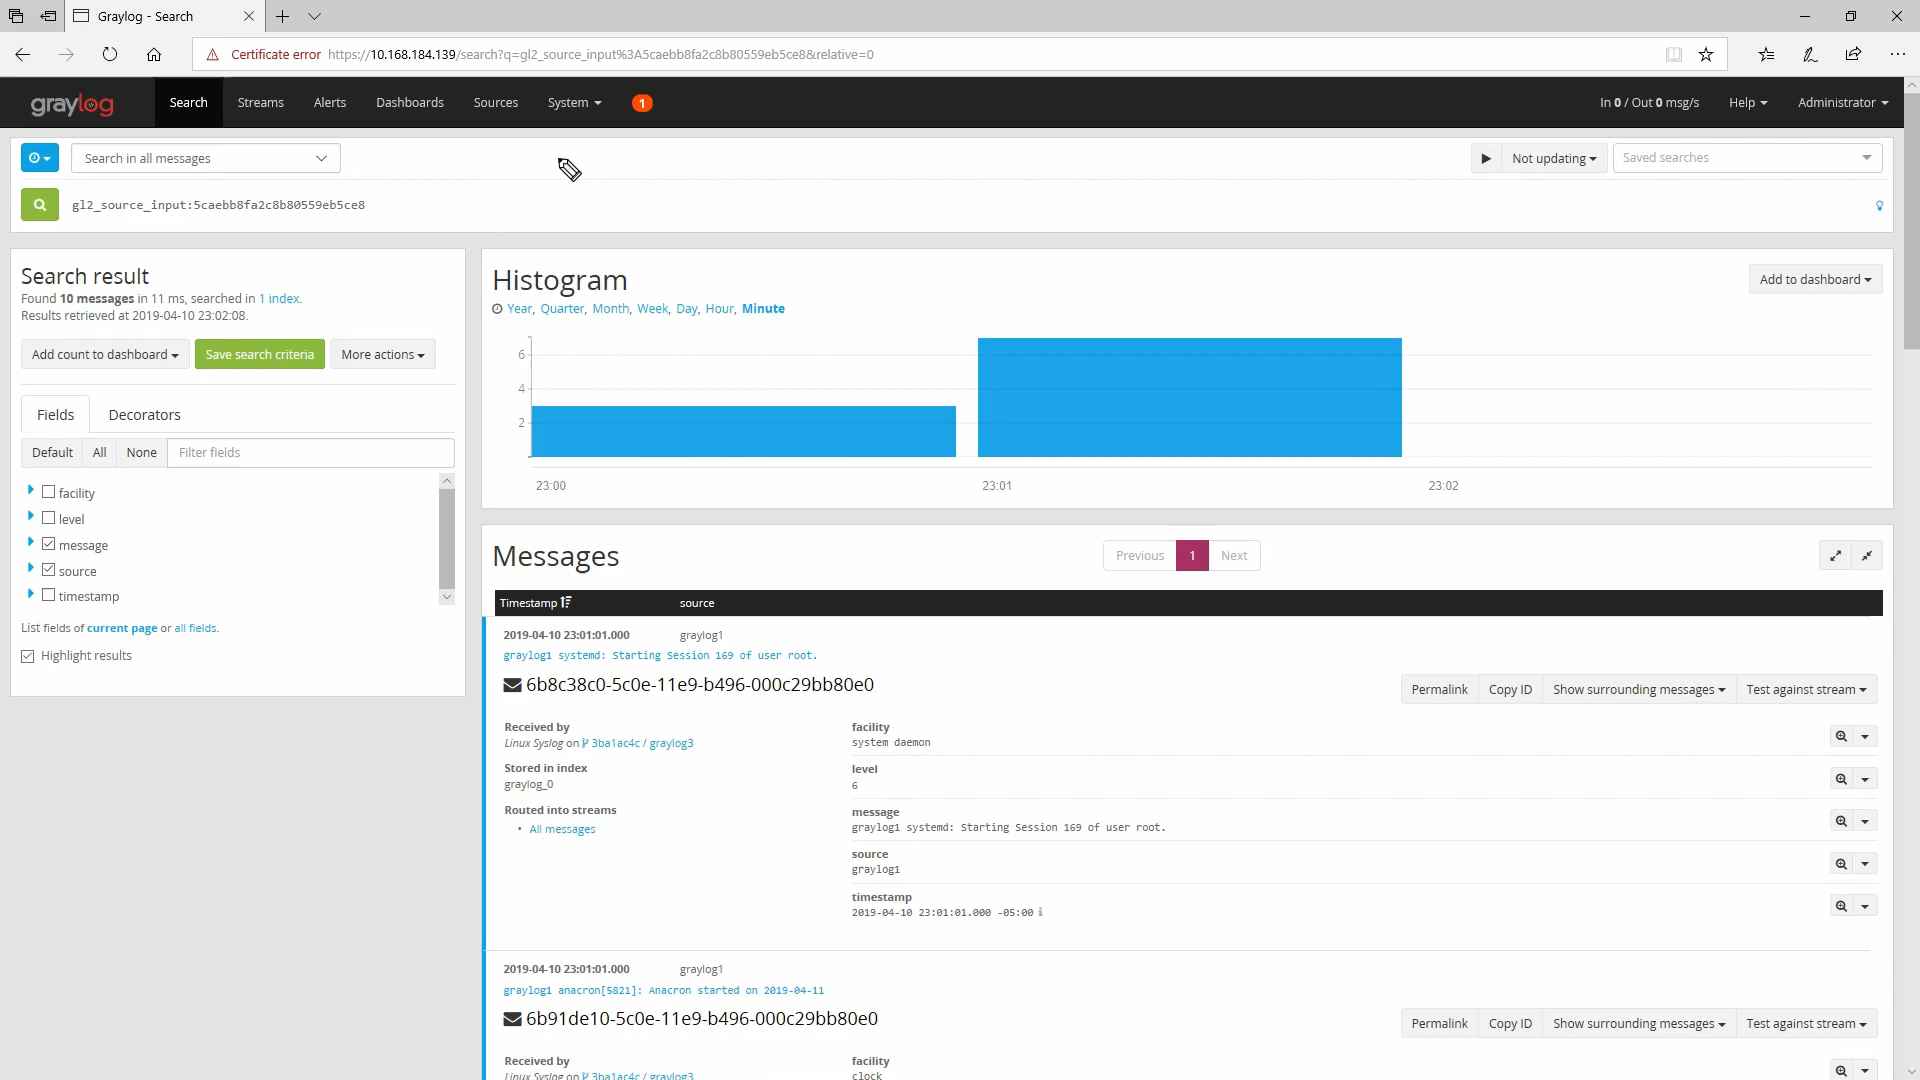 Graylog - Search
Certificate error https://10.168.184.139/search?q=gl2_source_input%3A5caebb8fa2c8b80559eb5ce8&relative=0
graylog Search Streams Alerts Dashboards Sources System 1 In 0 / Out 0 msg/s Help Administrator
Search in all messages Not updating Saved searches
gl2_source_input:5caebb8fa2c8b80559eb5ce8
Search result
Found 10 messages in 11 ms, searched in 1 index.
Results retrieved at 2019-04-10 23:02:08.
Add count to dashboard Save search criteria More actions
Fields Decorators
Default All None Filter fields
facility
level
message
source
timestamp
List fields of current page or all fields.
Highlight results
Histogram Add to dashboard
Year, Quarter, Month, Week, Day, Hour, Minute
6
4
2
23:00 23:01 23:02
Messages Previous 1 Next
Timestamp source
2019-04-10 23:01:01.000 graylog1
graylog1 systemd: Starting Session 169 of user root.
6b8c38c0-5c0e-11e9-b496-000c29bb80e0 Permalink Copy ID Show surrounding messages Test against stream
Received by
Linux Syslog on 3ba1ac4c / graylog3
Stored in index
graylog_0
Routed into streams
• All messages
facility
system daemon
level
6
message
graylog1 systemd: Starting Session 169 of user root.
source
graylog1
timestamp
2019-04-10 23:01:01.000 -05:00
2019-04-10 23:01:01.000 graylog1
graylog1 anacron[5821]: Anacron started on 2019-04-11
6b91de10-5c0e-11e9-b496-000c29bb80e0 Permalink Copy ID Show surrounding messages Test against stream
Received by
Linux Syslog on 3ba1ac4c / graylog3
facility
clock